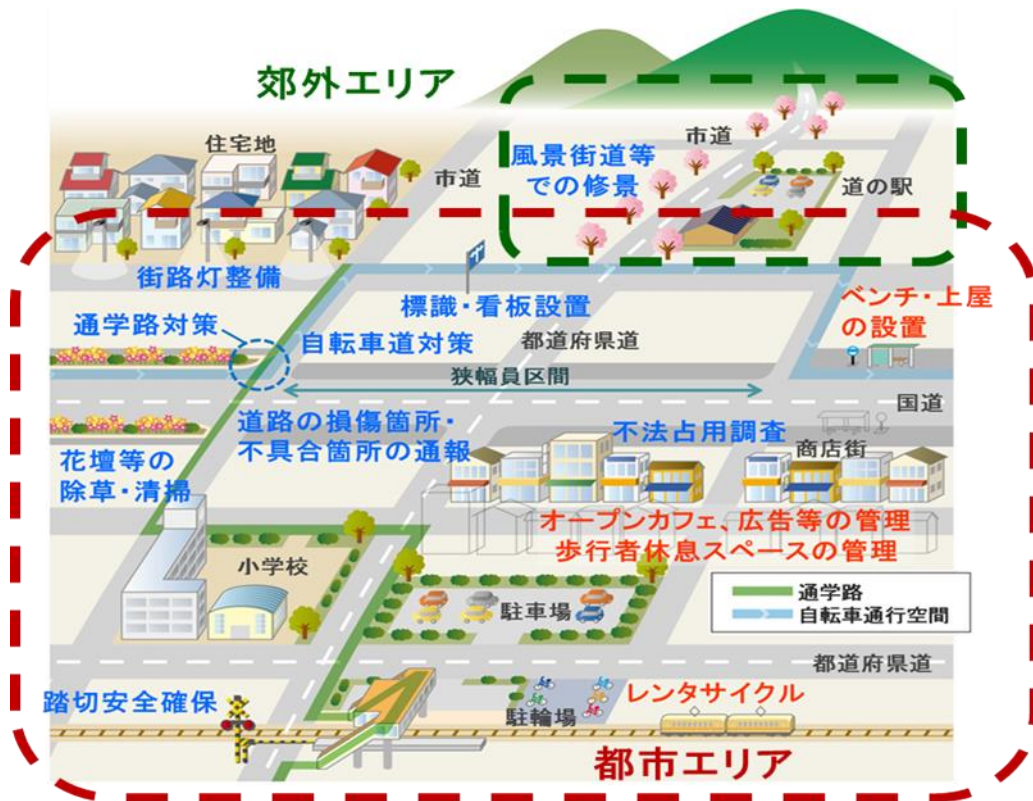 郊外エリア
住宅地
市道
市道
風景街道等
での修景
道の駅
街路灯整備
標識・看板設置
ベンチ・上屋
の設置
通学路対策
自転車道対策
都道府県道
狭幅員区間
国道
道路の損傷箇所・
不具合箇所の通報
不法占用調査
商店街
花壇等の
除草・清掃
オープンカフェ、広告等の管理
歩行者休息スペースの管理
小学校
駐車場
通学路
自転車通行空間
都道府県道
踏切安全確保
駐輪場
レンタサイクル
都市エリア